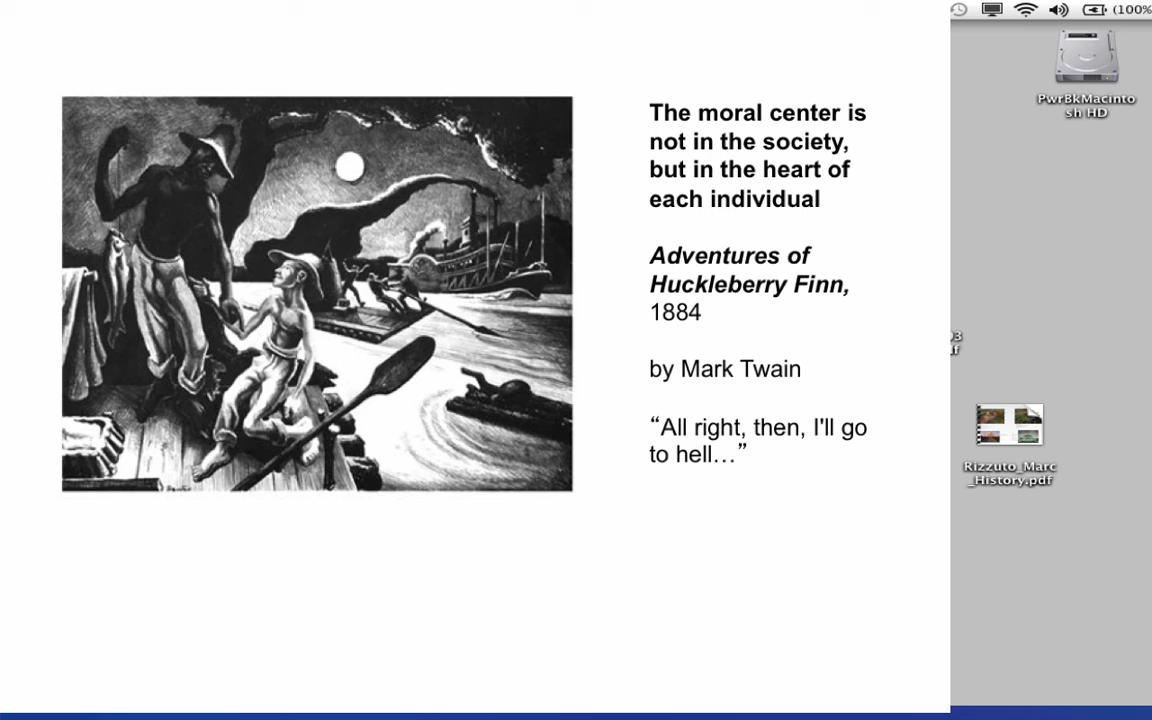 (100%
PwrBkMacinto
sh HD
The moral center is
not in the society,
but in the heart of
each individual
Adventures of
Huckleberry Finn,
1884
by Mark Twain
“All right, then, I'll go
to hell…”
Rizzuto_Marc
_History.pdf